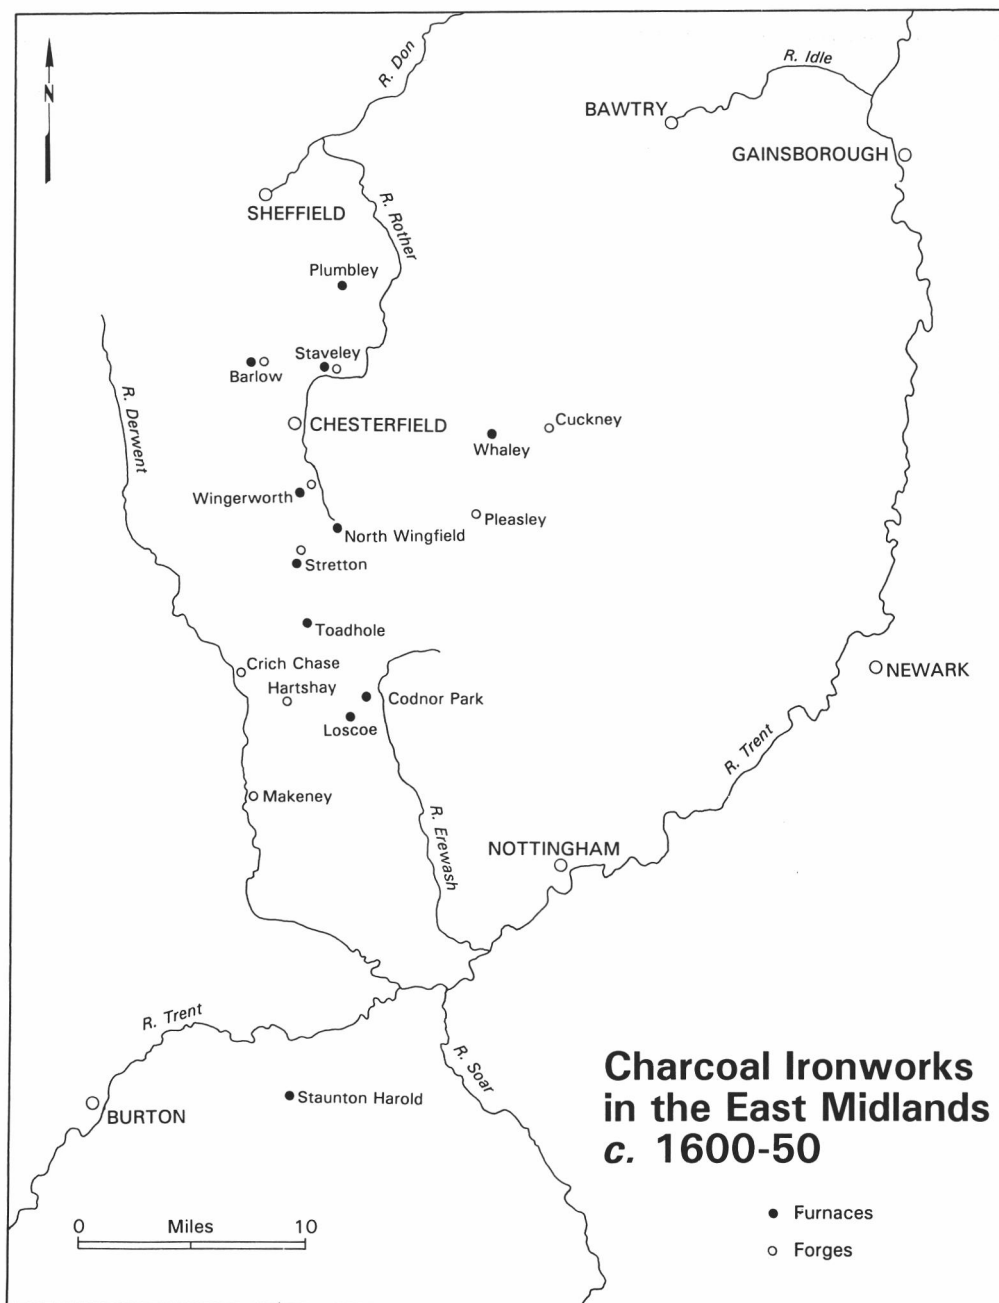 N
R. Don
R. Idle
BAWTRY
GAINSBOROUGH
SHEFFIELD
R. Rother
Plumbley
Staveley
Barlow
R. Derwent
CHESTERFIELD
Cuckney
Whaley
Wingerworth
Pleasley
North Wingfield
Stretton
Toadhole
Crich Chase
Hartshay
NEWARK
Codnor Park
Loscoe
R. Trent
Makeney
R. Erewash
NOTTINGHAM
R. Trent
R. Soar
Charcoal Ironworks
in the East Midlands
c. 1600-50
Staunton Harold
BURTON
Furnaces
0 Miles 10
Forges